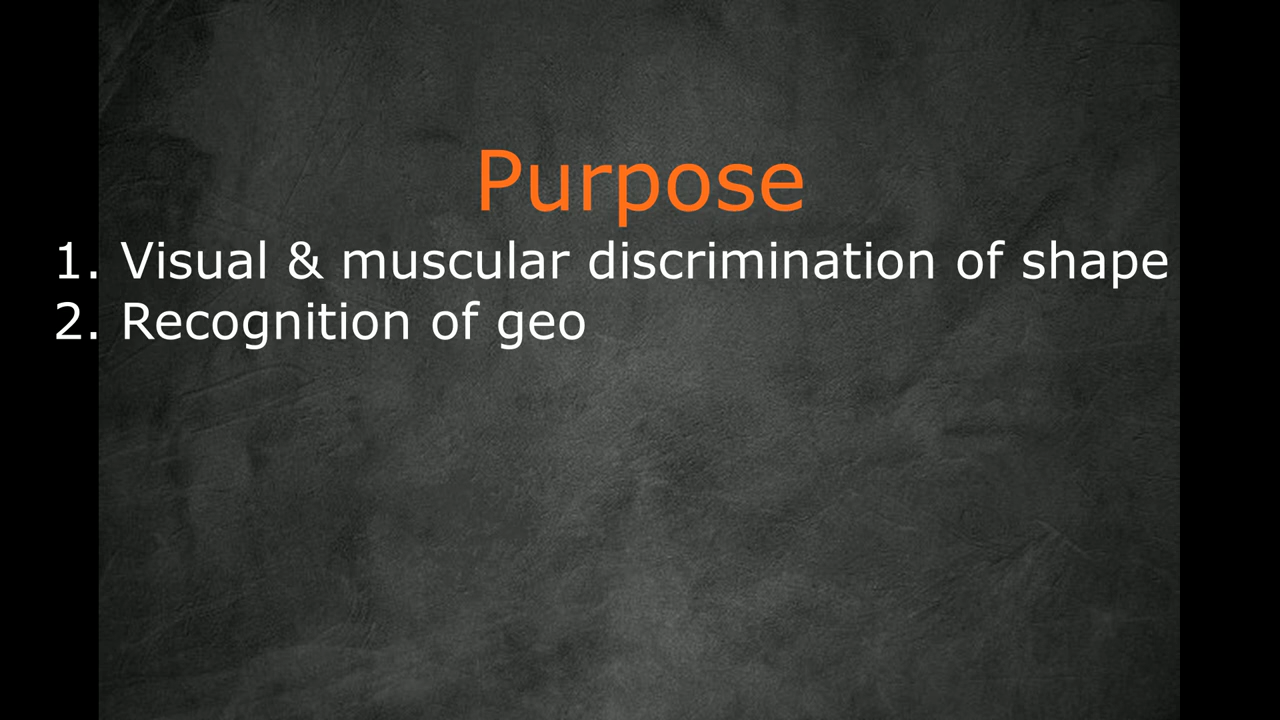 Purpose
1. Visual & muscular discrimination of shape
2. Recognition of geo